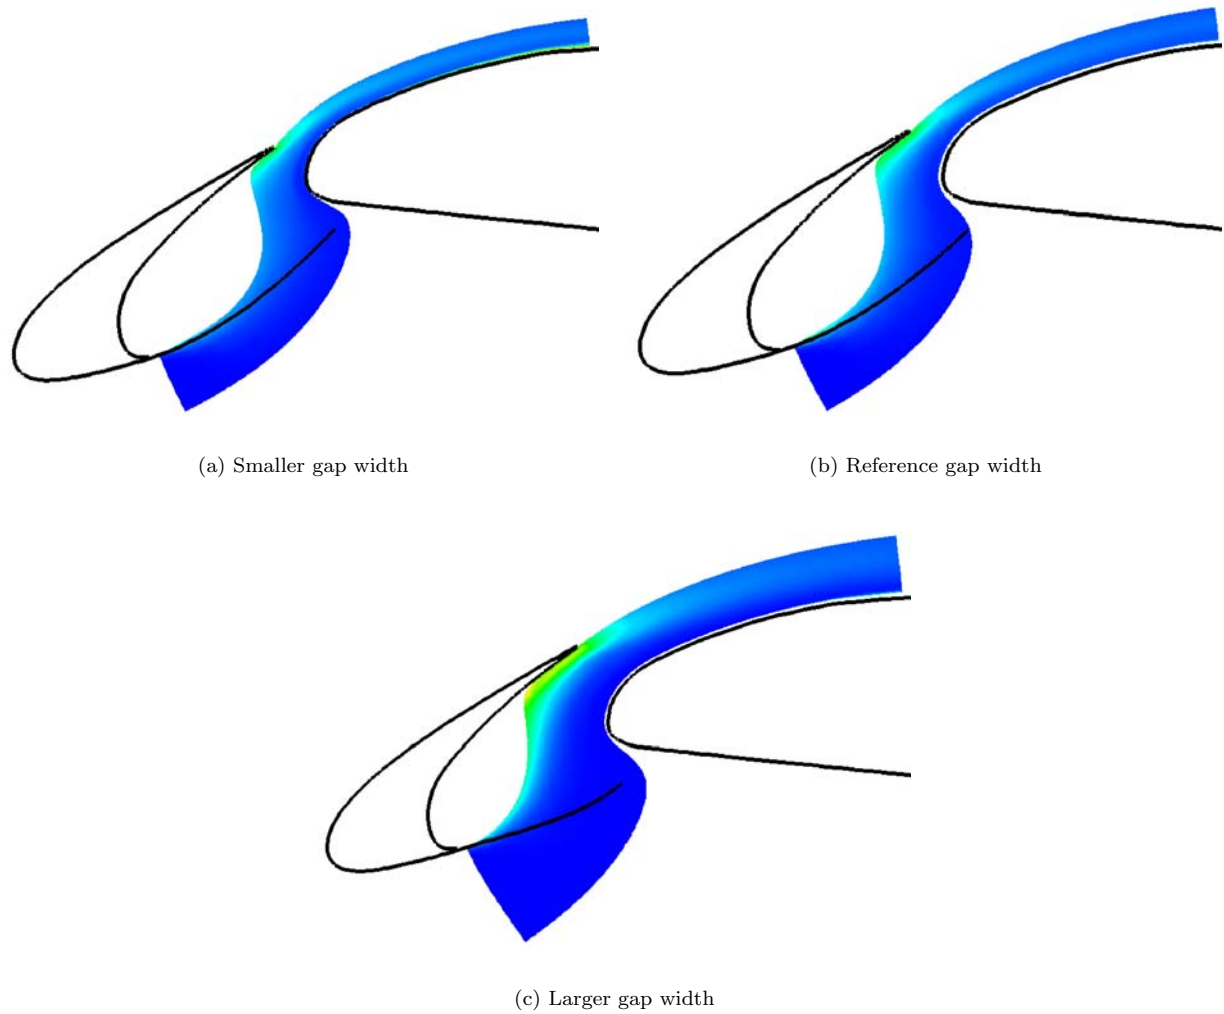 (a) Smaller gap width
(b) Reference gap width
(c) Larger gap width